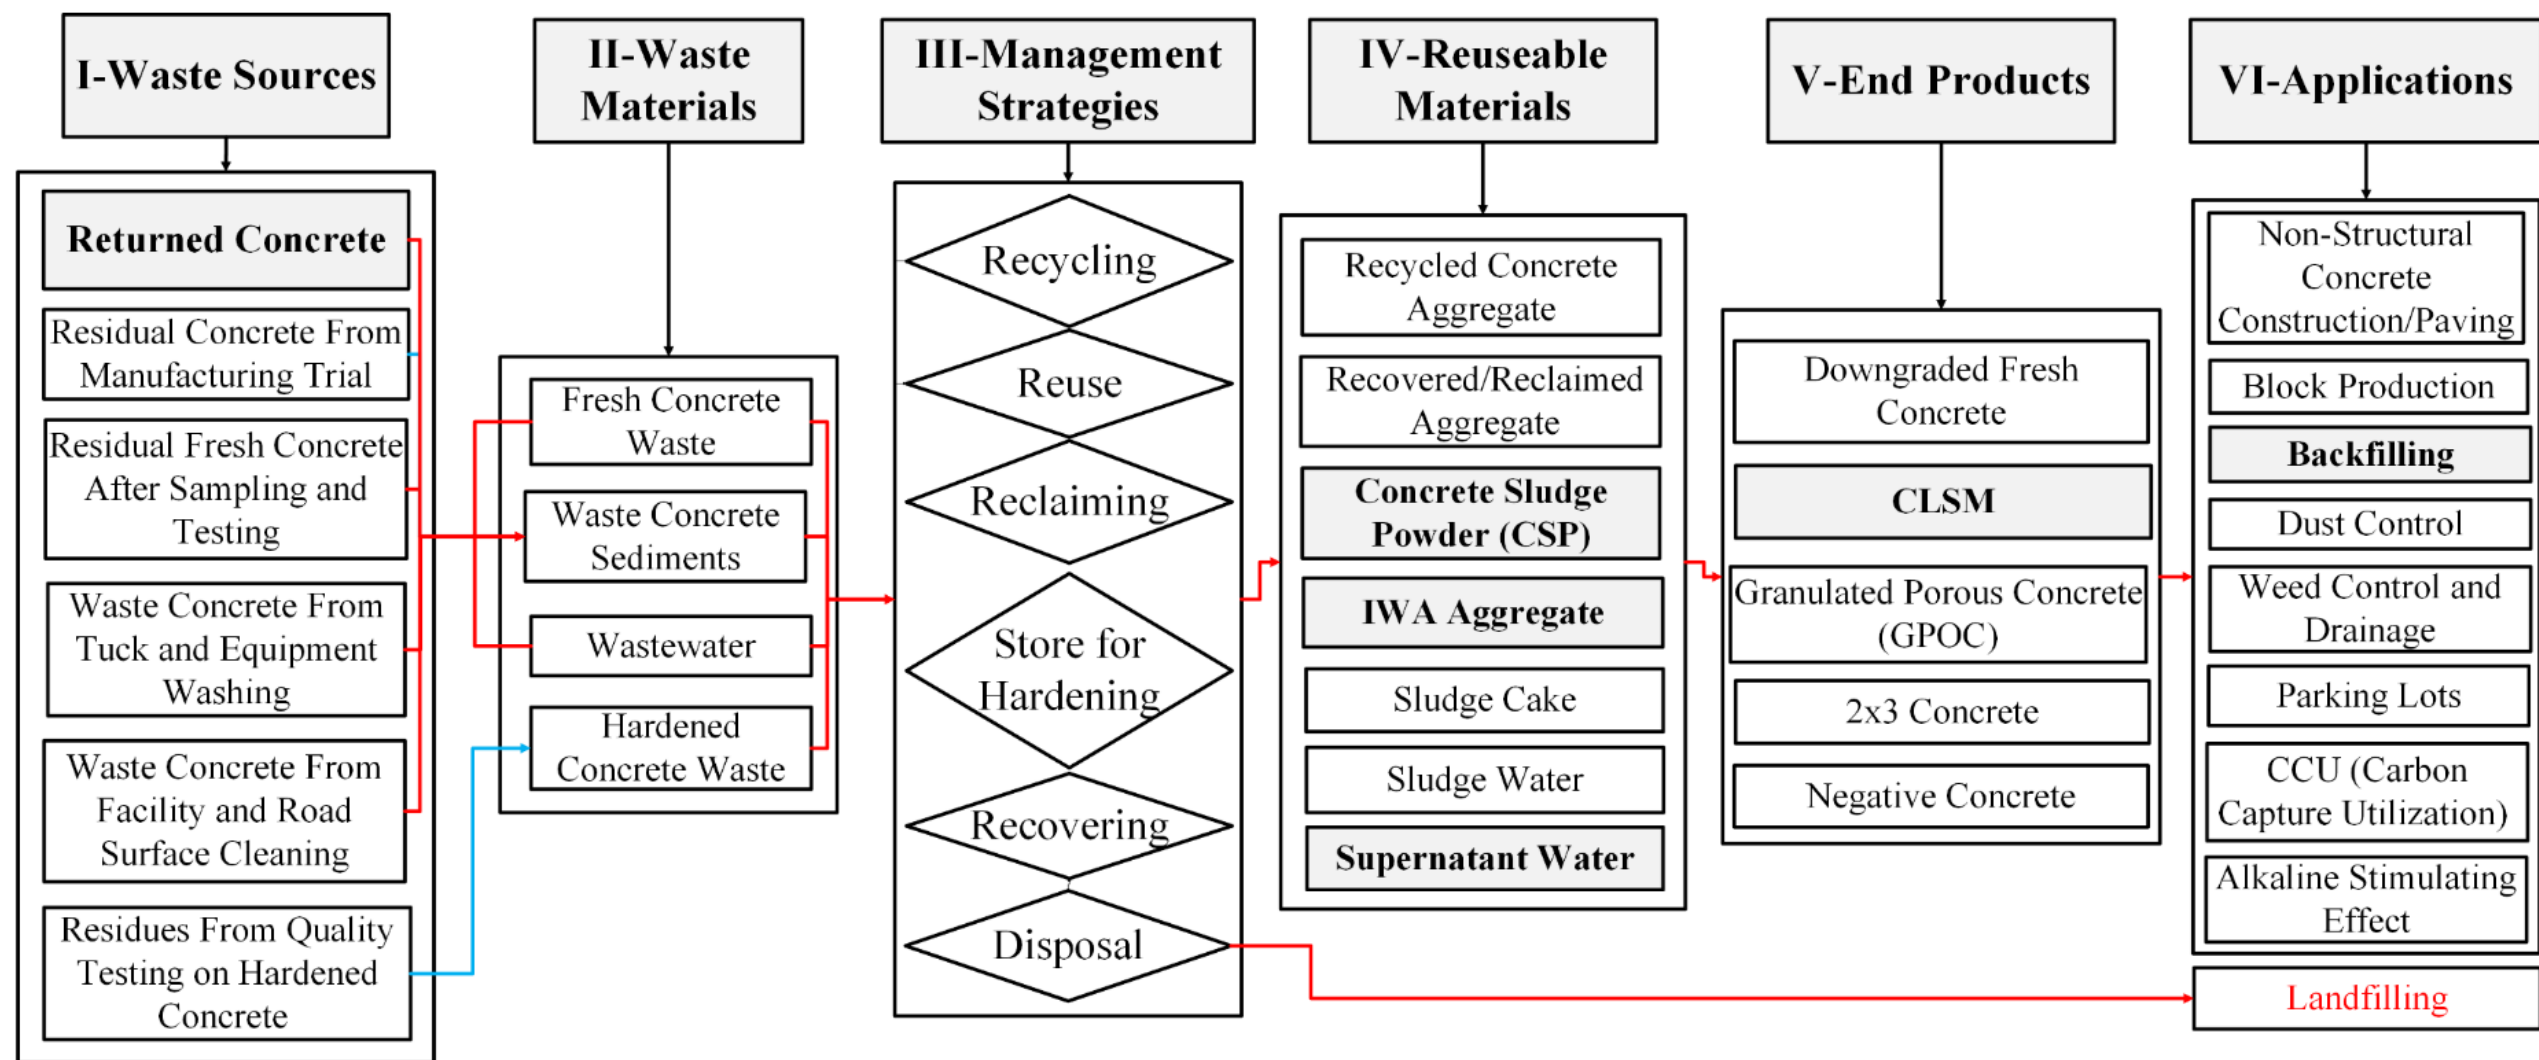 I-Waste Sources
Returned Concrete
Residual Concrete From
Manufacturing Trial
Residual Fresh Concrete
After Sampling and
Testing
Waste Concrete From
Tuck and Equipment
Washing
Waste Concrete From
Facility and Road
Surface Cleaning
Residues From Quality
Testing on Hardened
Concrete
II-Waste
Materials
Fresh Concrete
Waste
Waste Concrete
Sediments
Wastewater
Hardened
Concrete Waste
III-Management
Strategies
Recycling
Reuse
Reclaiming
Store for
Hardening
Recovering
Disposal
IV-Reuseable
Materials
Recycled Concrete
Aggregate
Recovered/Reclaimed
Aggregate
Concrete Sludge
Powder (CSP)
IWA Aggregate
Sludge Cake
Sludge Water
Supernatant Water
V-End Products
Downgraded Fresh
Concrete
CLSM
Granulated Porous Concrete
(GPOC)
2x3 Concrete
Negative Concrete
VI-Applications
Non-Structural
Concrete
Construction/Paving
Block Production
Backfilling
Dust Control
Weed Control and
Drainage
Parking Lots
CCU (Carbon
Capture Utilization)
Alkaline Stimulating
Effect
Landfilling